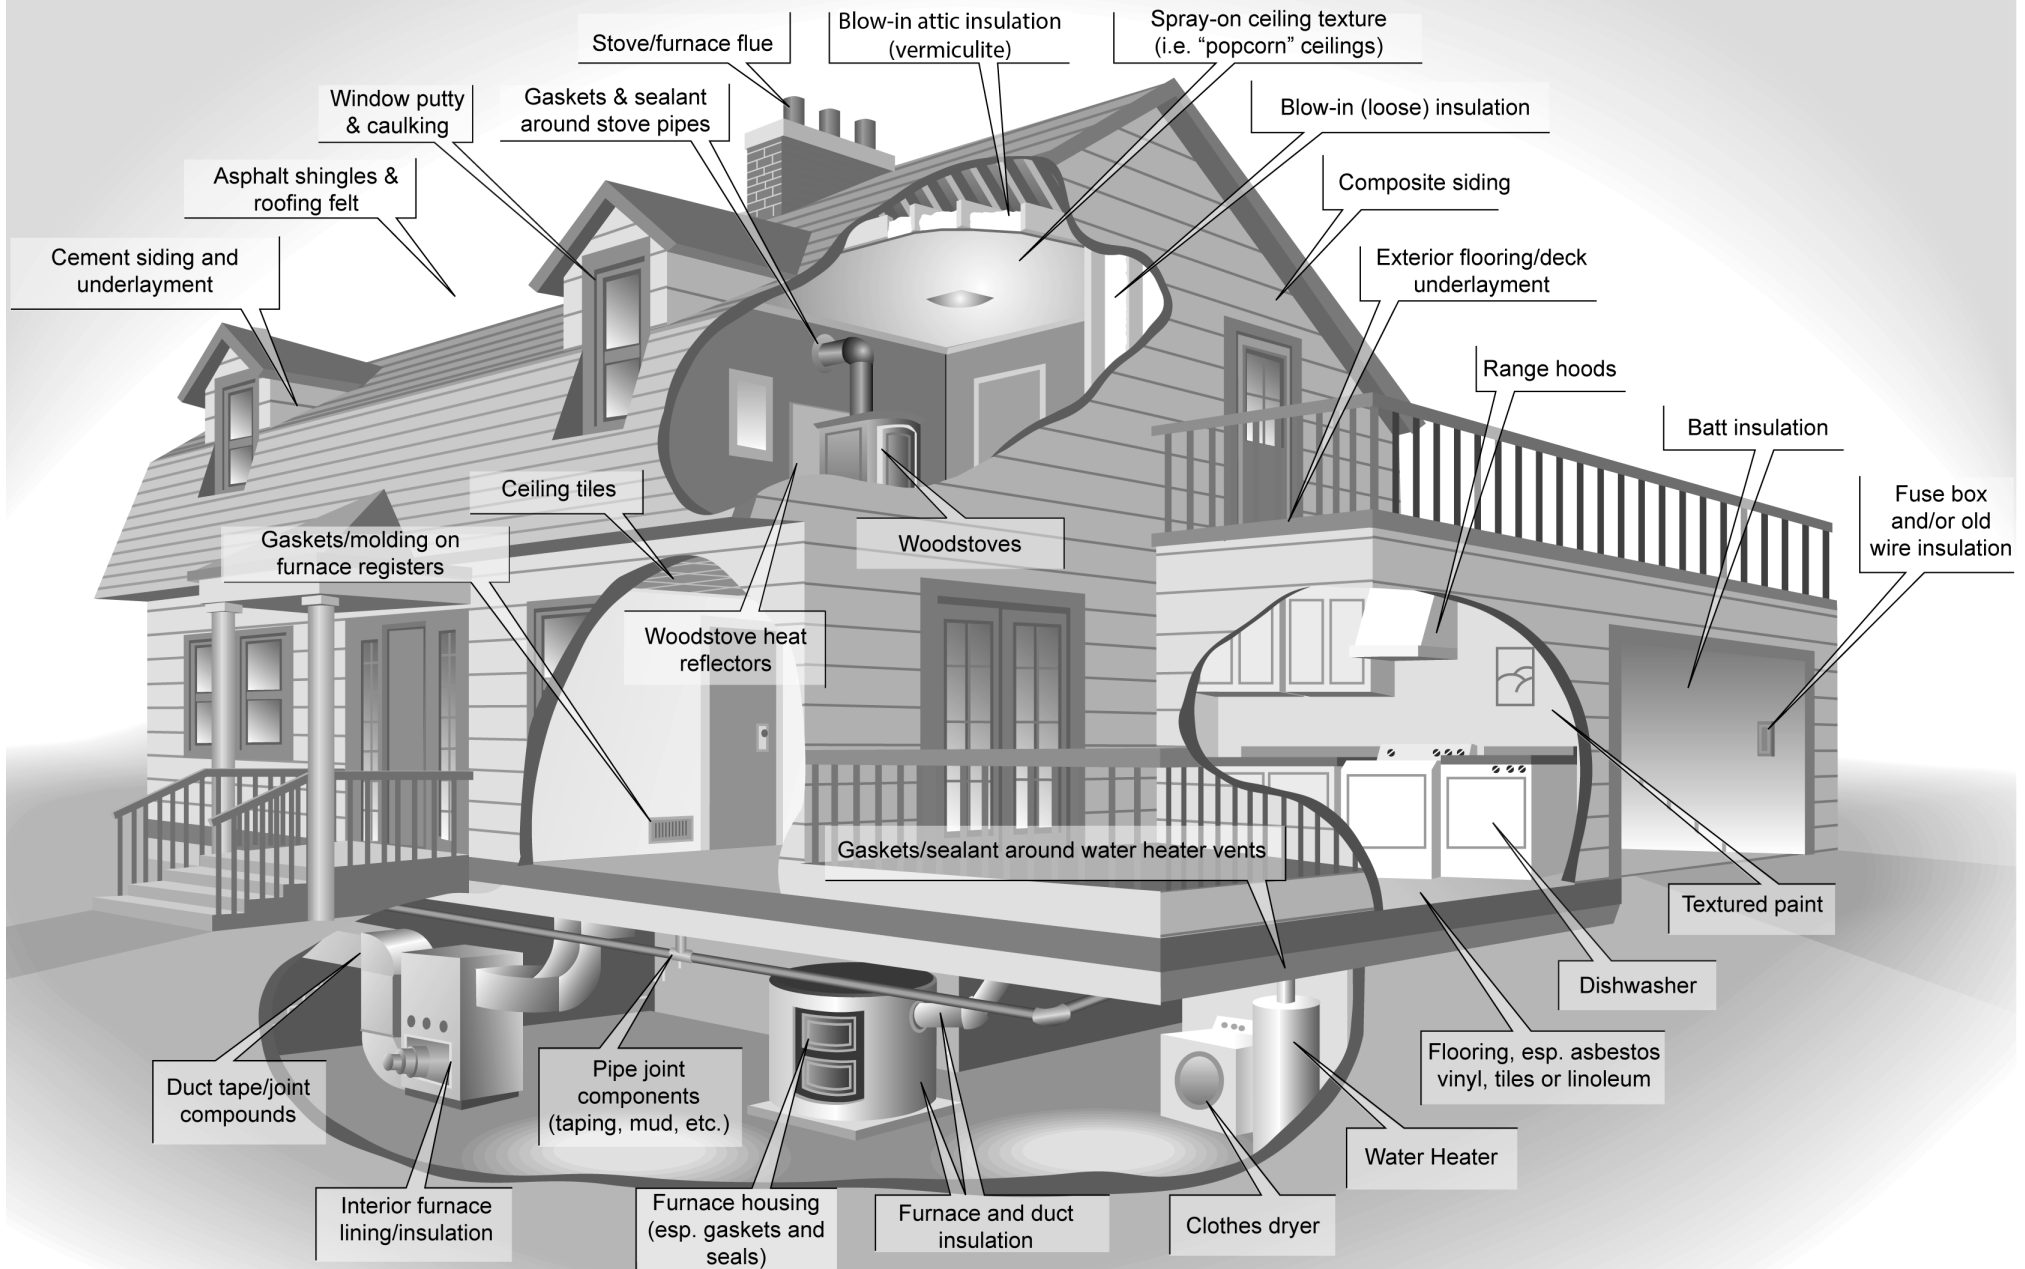 Stove/furnace flue
Blow-in attic insulation
(vermiculite)
Spray-on ceiling texture
(i.e. “popcorn” ceilings)
Window putty
& caulking
Gaskets & sealant
around stove pipes
Blow-in (loose) insulation
Asphalt shingles &
roofing felt
Composite siding
Cement siding and
underlayment
Exterior flooring/deck
underlayment
Range hoods
Batt insulation
Ceiling tiles
Fuse box
and/or old
wire insulation
Gaskets/molding on
furnace registers
Woodstoves
Woodstove heat
reflectors
Gaskets/sealant around water heater vents
Textured paint
Dishwasher
Flooring, esp. asbestos
vinyl, tiles or linoleum
Duct tape/joint
compounds
Pipe joint
components
(taping, mud, etc.)
Water Heater
Interior furnace
lining/insulation
Furnace housing
(esp. gaskets and
seals)
Furnace and duct
insulation
Clothes dryer